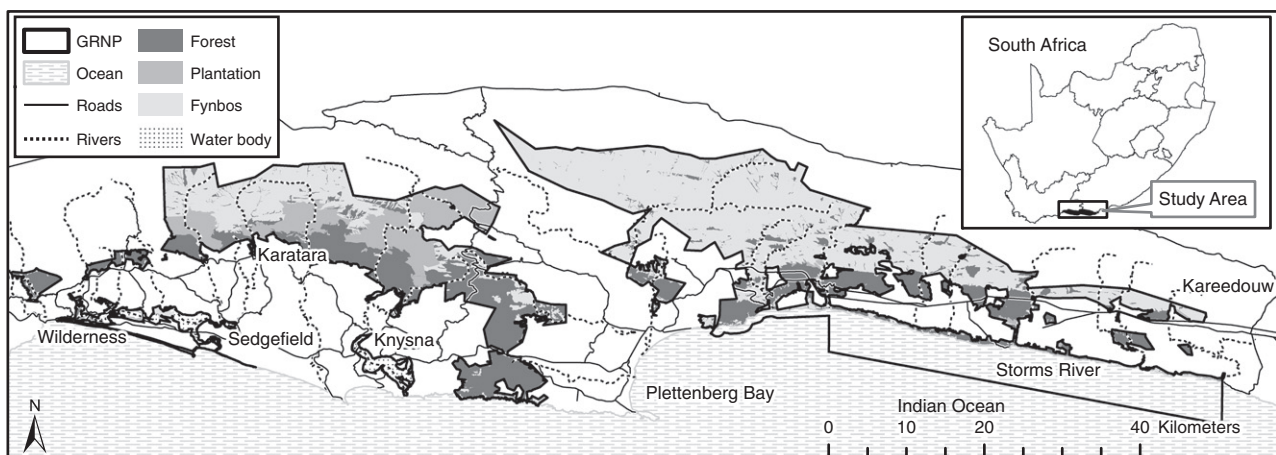 GRNP
Forest
Ocean
Plantation
Roads
Fynbos
Rivers
Water body
South Africa
Study Area
Karatara
Kareedouw
Wilderness
Sedgefield
Knysna
Storms River
Plettenberg Bay
Indian Ocean
N
Kilometers
0 10 20 40